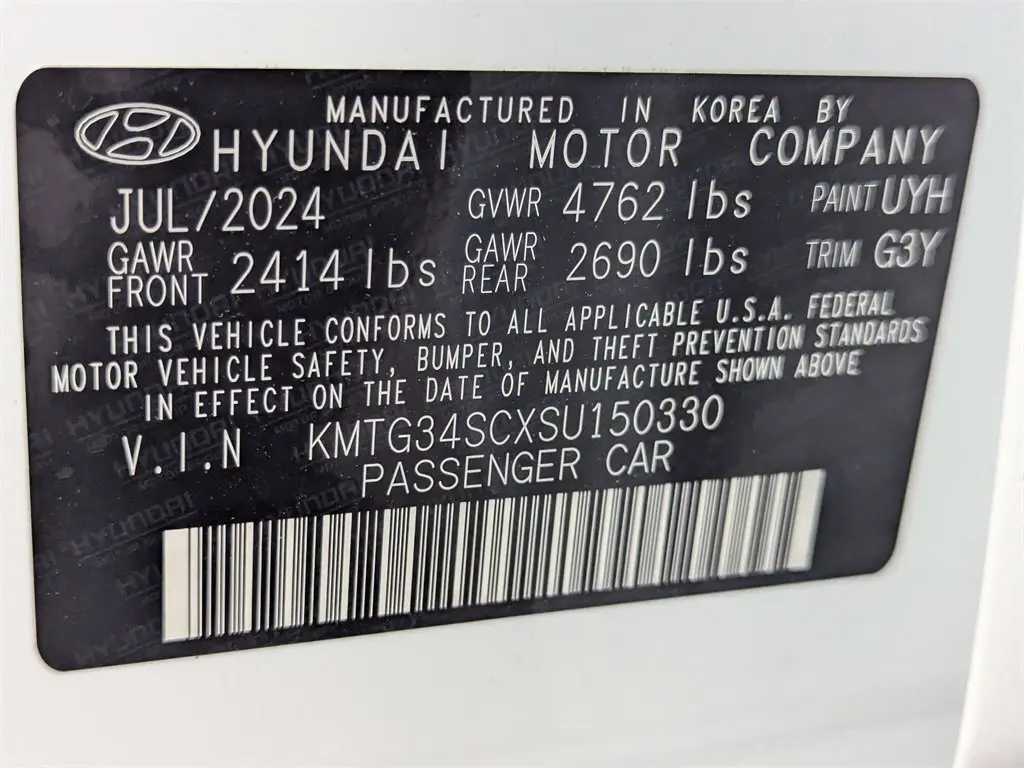 MANUFACTURED IN KOREA BY
HYUNDAI MOTOR COMPANY
JUL/2024 GVWR 4762 lbs PAINT UYH
GAWR FRONT 2414 lbs GAWR REAR 2690 lbs TRIM G3Y
THIS VEHICLE CONFORMS TO ALL APPLICABLE U.S.A. FEDERAL
MOTOR VEHICLE SAFETY, BUMPER, AND THEFT PREVENTION STANDARDS
IN EFFECT ON THE DATE OF MANUFACTURE SHOWN ABOVE
V.I.N KMTG34SCXSU150330
PASSENGER CAR